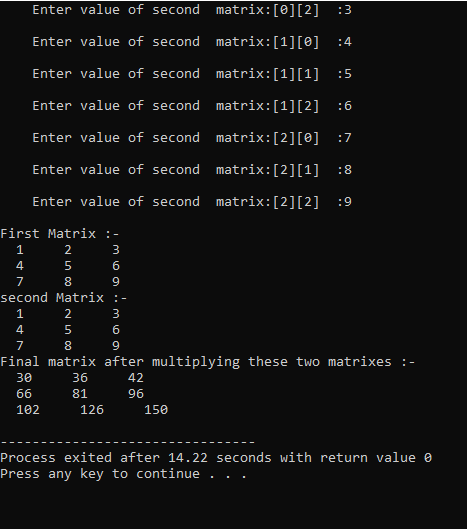 Enter value of second  matrix:[0][2]  :3
Enter value of second  matrix:[1][0]  :4
Enter value of second  matrix:[1][1]  :5
Enter value of second  matrix:[1][2]  :6
Enter value of second  matrix:[2][0]  :7
Enter value of second  matrix:[2][1]  :8
Enter value of second  matrix:[2][2]  :9
First Matrix :-
1     2     3
4     5     6
7     8     9
second Matrix :-
1     2     3
4     5     6
7     8     9
Final matrix after multiplying these two matrixes :-
30     36     42
66     81     96
102     126     150
--------------------------------
Process exited after 14.22 seconds with return value 0
Press any key to continue . . .